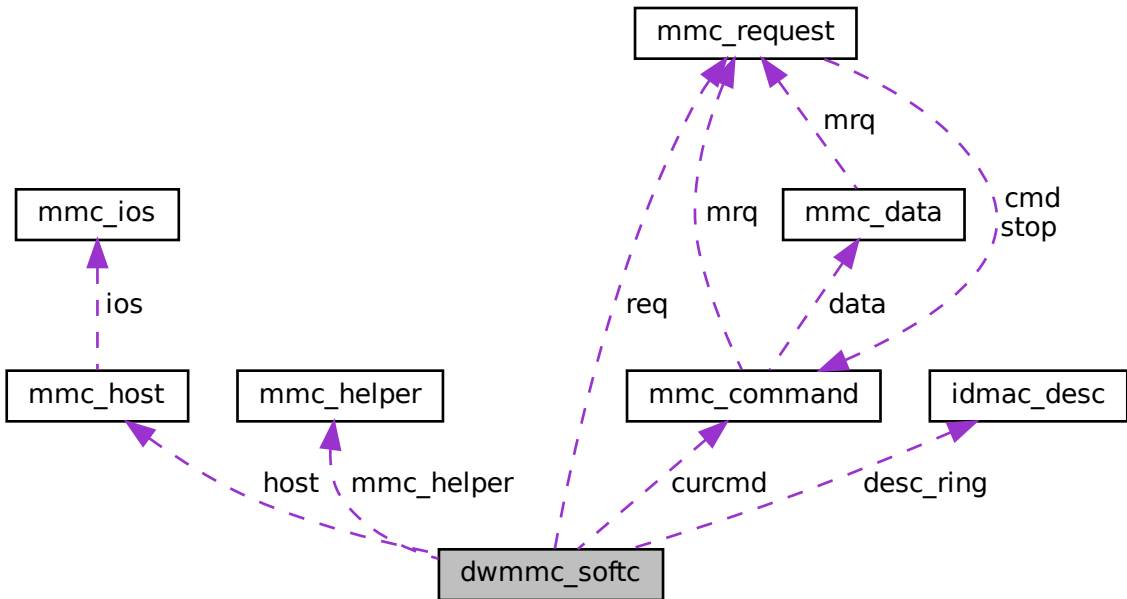 mmc_request
mrq
cmd
stop
mmc_ios
mrq
mmc_data
ios
req
data
mmc_host
mmc_helper
mmc_command
idmac_desc
host
mmc_helper
curcmd
desc_ring
dwmmc_softc